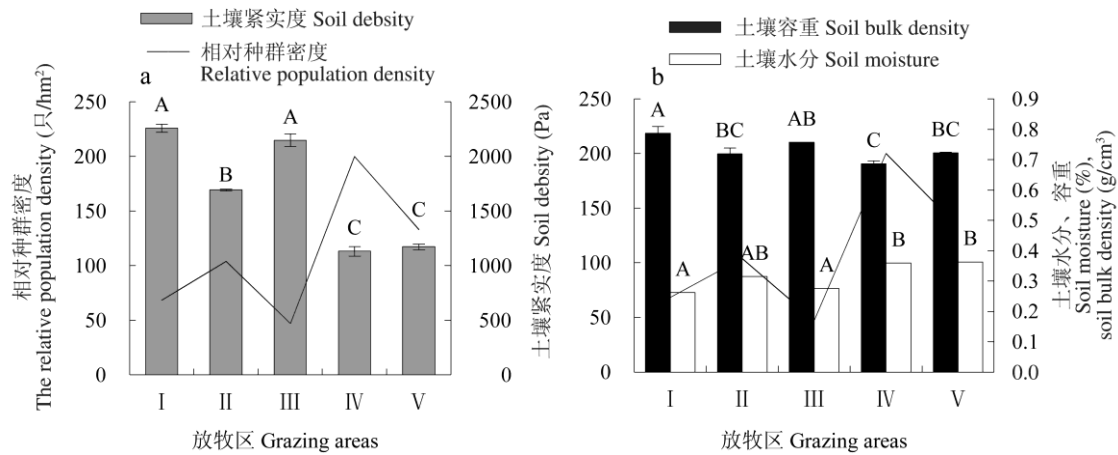 土壤紧实度 Soil debsity
相对种群密度
Relative population density
a
A
B
A
C
C
250
200
150
100
50
0
2500
2000
1500
1000
500
0
相对种群密度
The relative population density (只/hm²)
土壤紧实度 Soil debsity (Pa)
I II III IV V
放牧区 Grazing areas
土壤容重 Soil bulk density
土壤水分 Soil moisture
b
A
BC
AB
C
BC
A
AB
A
B
B
250
200
150
100
50
0
0.9
0.8
0.7
0.6
0.5
0.4
0.3
0.2
0.1
0.0
土壤水分、容重
Soil moisture (%),
soil bulk density (g/cm³)
I II III IV V
放牧区 Grazing areas